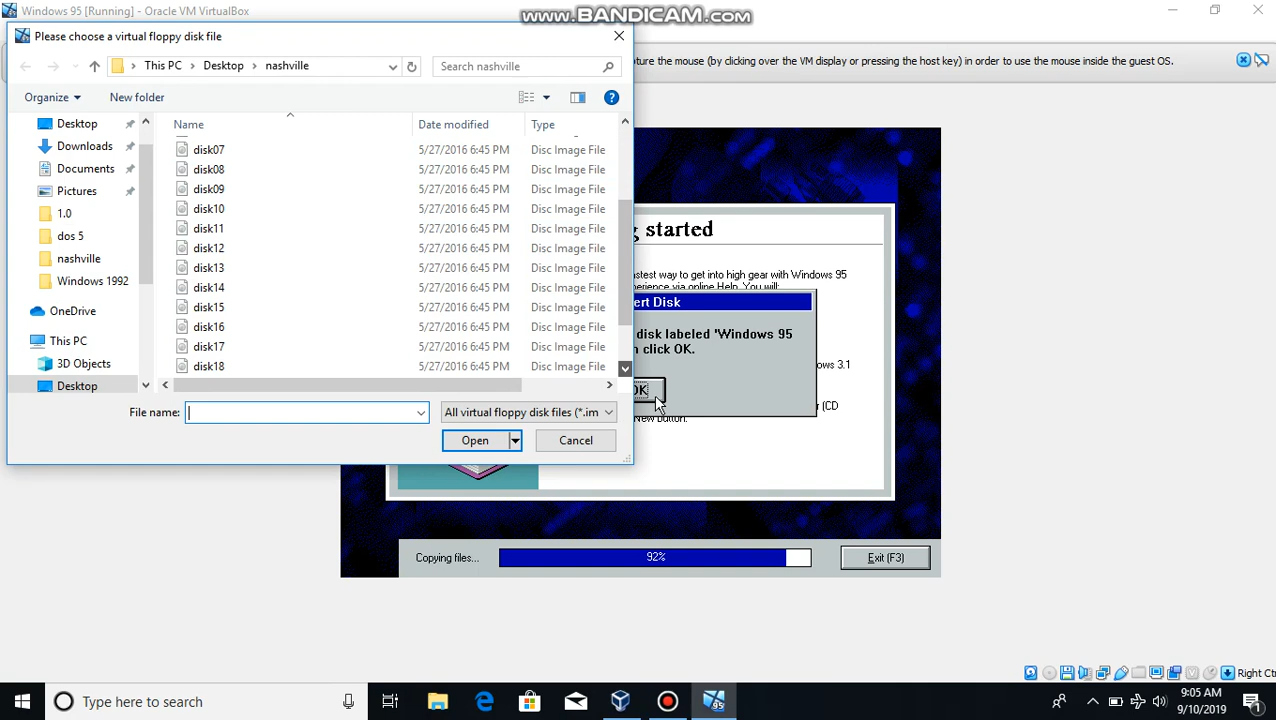 Windows 95 [Running] - Oracle VM VirtualBox
www.BANDICAM.com
Please choose a virtual floppy disk file
This PC > Desktop > nashville
Search nashville
ture the mouse (by clicking over the VM display or pressing the host key) in order to use the mouse inside the guest OS.
Organize
New folder
Name
Date modified
Type
Desktop
Downloads
Documents
Pictures
1.0
dos 5
nashville
Windows 1992
OneDrive
This PC
3D Objects
Desktop
disk07 5/27/2016 6:45 PM Disc Image File
disk08 5/27/2016 6:45 PM Disc Image File
disk09 5/27/2016 6:45 PM Disc Image File
disk10 5/27/2016 6:45 PM Disc Image File
disk11 5/27/2016 6:45 PM Disc Image File
disk12 5/27/2016 6:45 PM Disc Image File
disk13 5/27/2016 6:45 PM Disc Image File
disk14 5/27/2016 6:45 PM Disc Image File
disk15 5/27/2016 6:45 PM Disc Image File
disk16 5/27/2016 6:45 PM Disc Image File
disk17 5/27/2016 6:45 PM Disc Image File
disk18 5/27/2016 6:45 PM Disc Image File
File name:
All virtual floppy disk files (*.im
Open
Cancel
g started
astest way to get into high gear with Windows 95
perience via online Help. You will:
ert Disk
disk labeled 'Windows 95
n click OK.
OK
dows 3.1
r (CD
New button.
Copying files...
92%
Exit (F3)
Right Ct
Type here to search
95
9:05 AM
9/10/2019
1